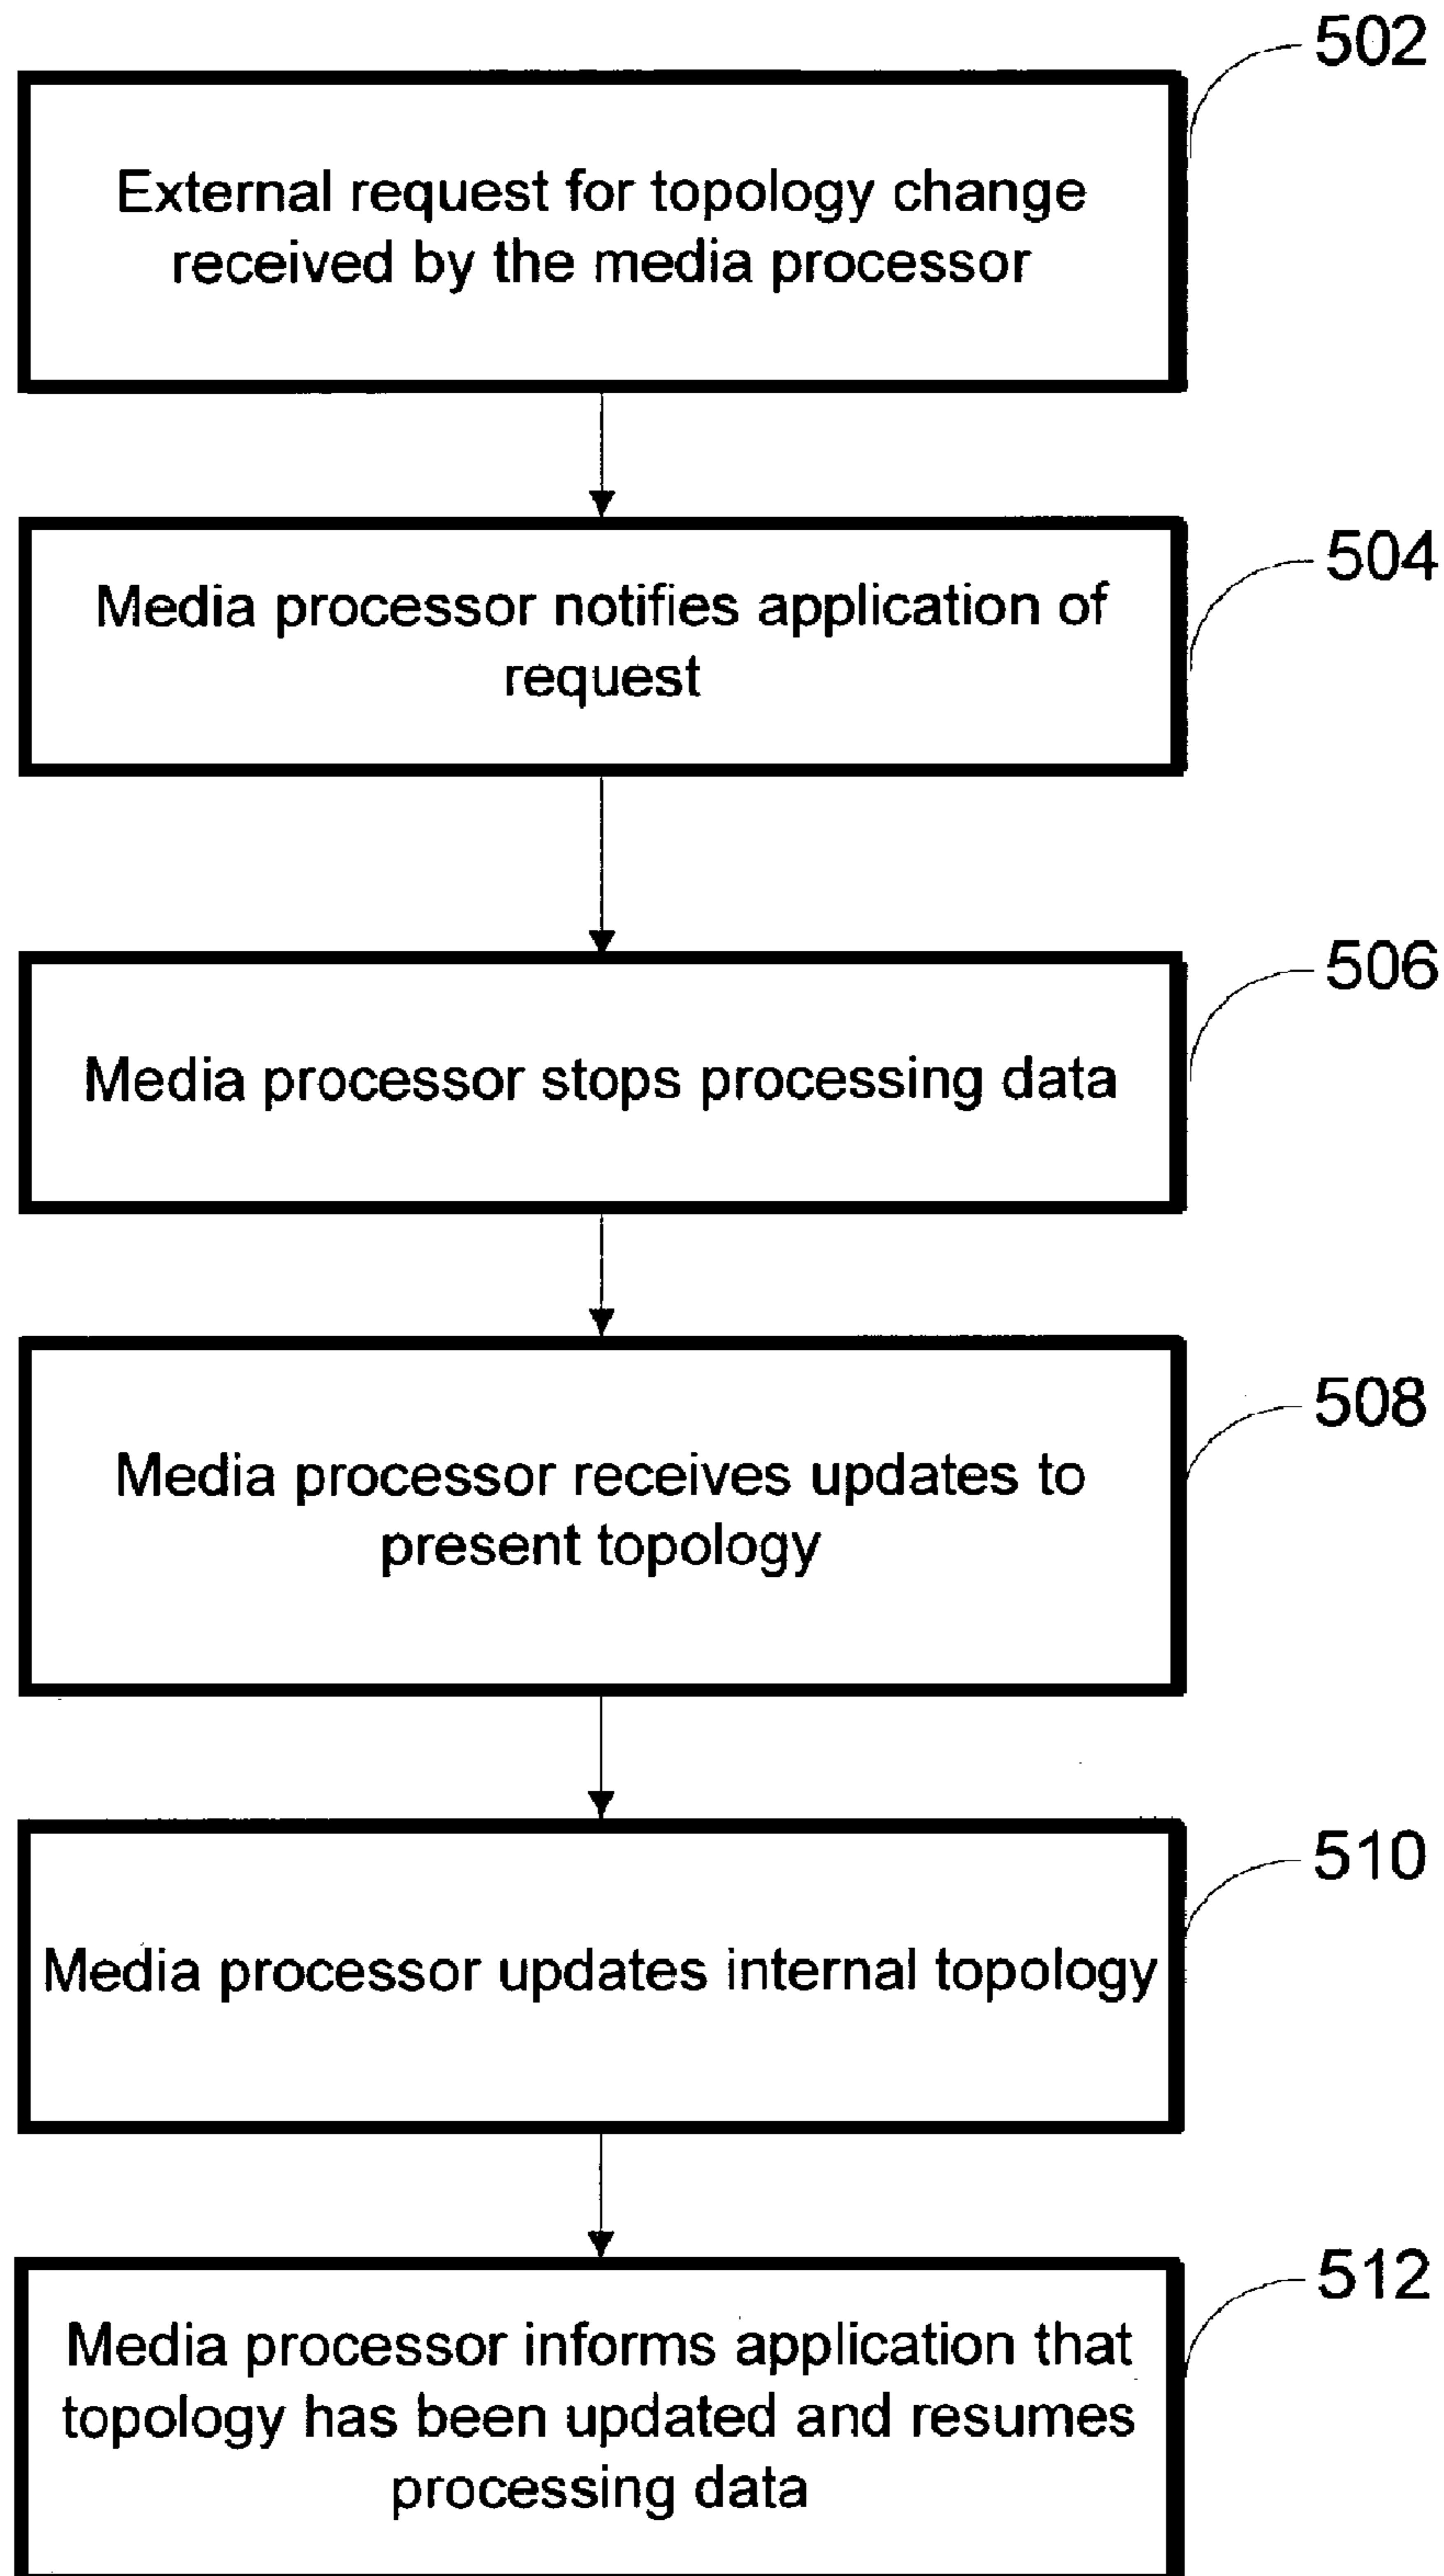 502
External request for topology change
received by the media processor
504
Media processor notifies application of
request
506
Media processor stops processing data
508
Media processor receives updates to
present topology
510
Media processor updates internal topology
512
Media processor informs application that
topology has been updated and resumes
processing data